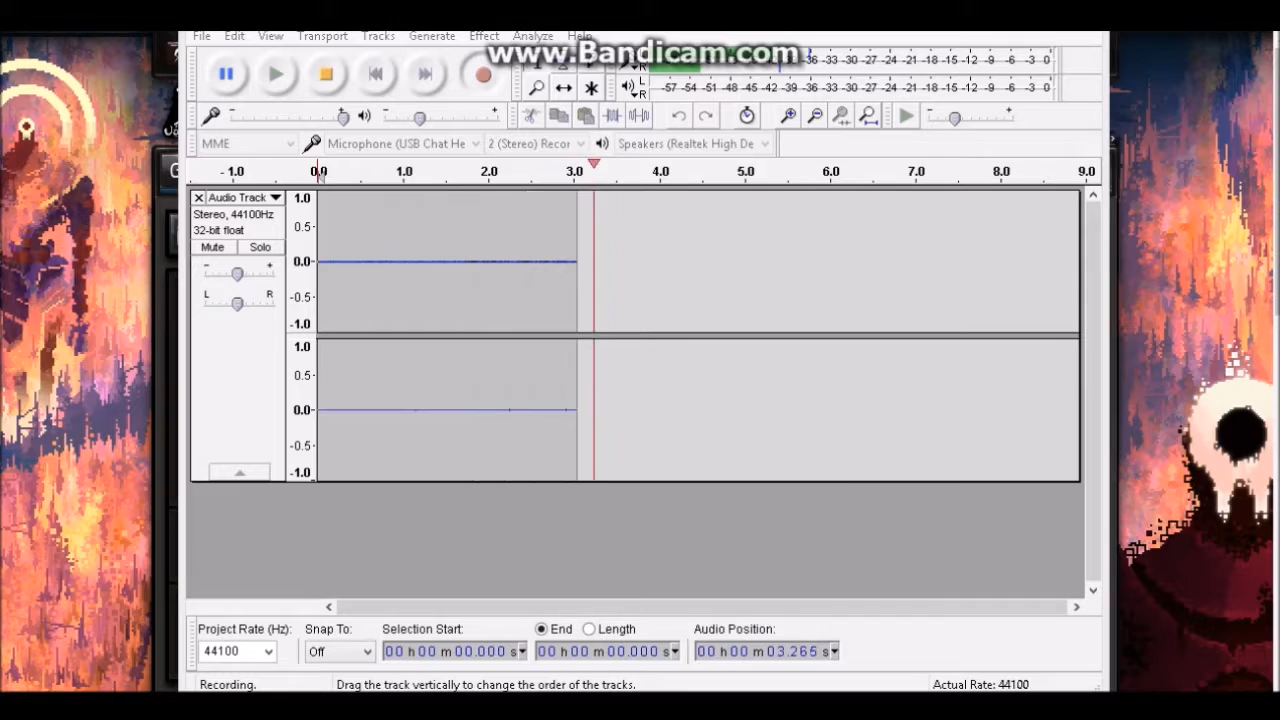 File Edit View Transport Tracks Generate Effect Analyze Help
www.Bandicam.com
R -36 -33 -30 -27 -24 -21 -18 -15 -12 -9 -6 -3 0
L R -57 -54 -51 -48 -45 -42 -39 -36 -33 -30 -27 -24 -21 -18 -15 -12 -9 -6 -3 0
- + - + - +
MME Microphone (USB Chat He 2 (Stereo) Recor Speakers (Realtek High De
- 1.0 0.0 1.0 2.0 3.0 4.0 5.0 6.0 7.0 8.0 9.0
Audio Track 1.0
Stereo, 44100Hz 0.5
32-bit float
Mute Solo 0.0
- +
L R -0.5
-1.0
1.0
0.5
0.0
-0.5
-1.0
Project Rate (Hz): Snap To: Selection Start: End Length Audio Position:
44100 Off 00 h 00 m 00.000 s 00 h 00 m 00.000 s 00 h 00 m 03.265 s
Recording. Drag the track vertically to change the order of the tracks. Actual Rate: 44100